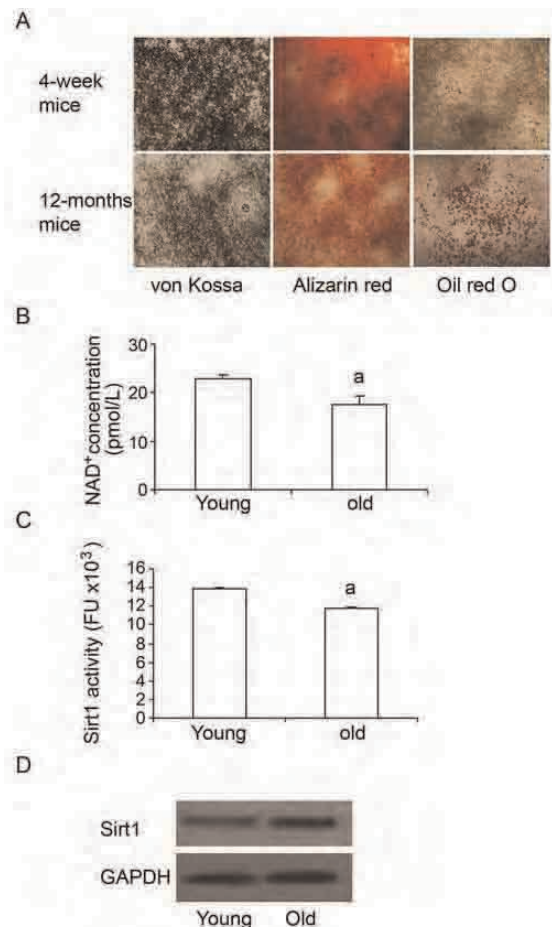 A
4-week
mice
12-months
mice
von Kossa Alizarin red Oil red O
B
NAD⁺ concentration
(pmol/L)
30
20
10
0
a
Young old
C
Sirt1 activity (FU x10³)
16
14
12
10
8
6
4
2
0
a
Young old
D
Sirt1
GAPDH
Young Old